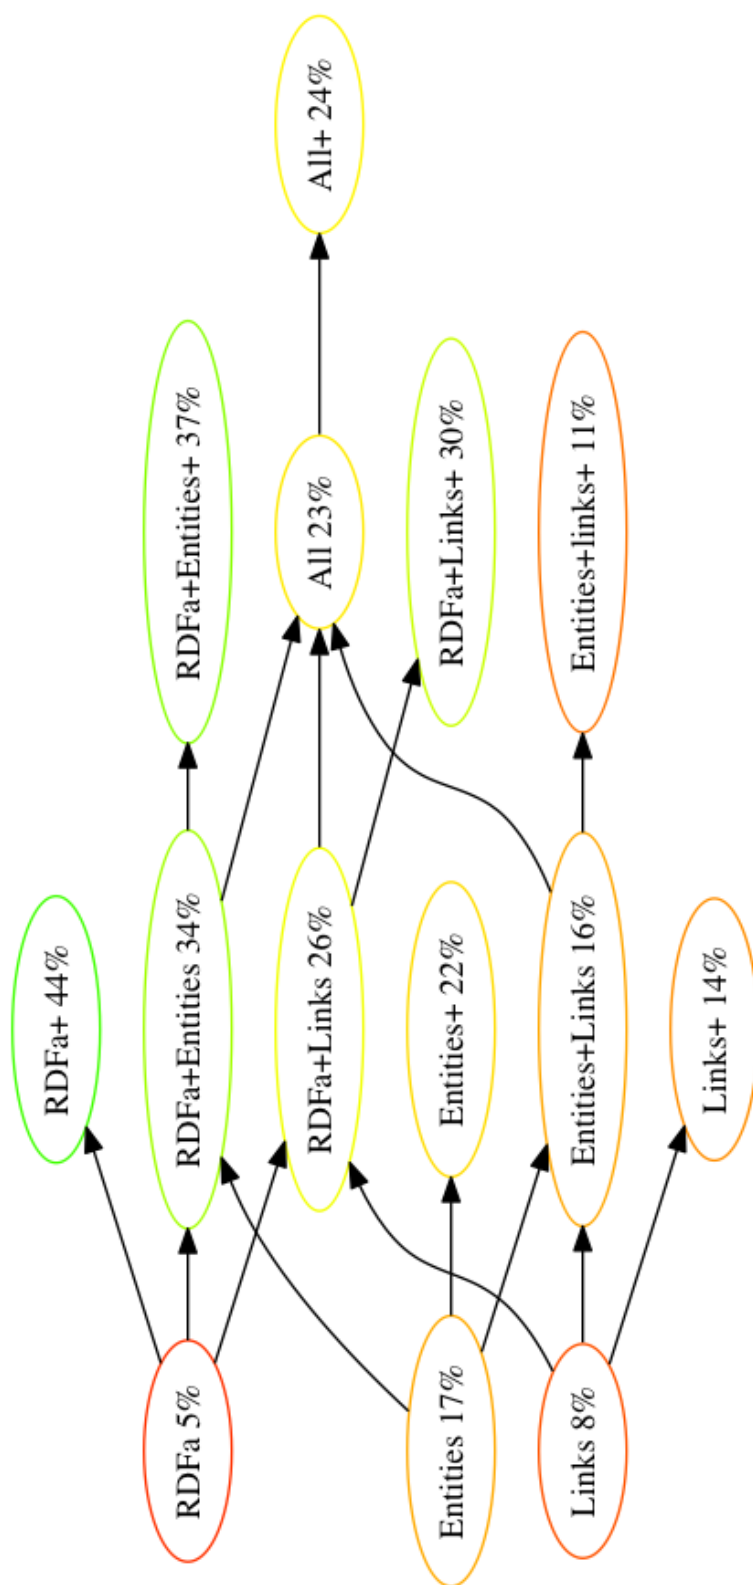 RDFa+ 44%
RDFa 5%
RDFa+Entities 34%
RDFa+Entities+ 37%
RDFa+Links 26%
All 23%
All+ 24%
Entities 17%
Entities+ 22%
RDFa+Links+ 30%
Links 8%
Entities+Links 16%
Entities+links+ 11%
Links+ 14%